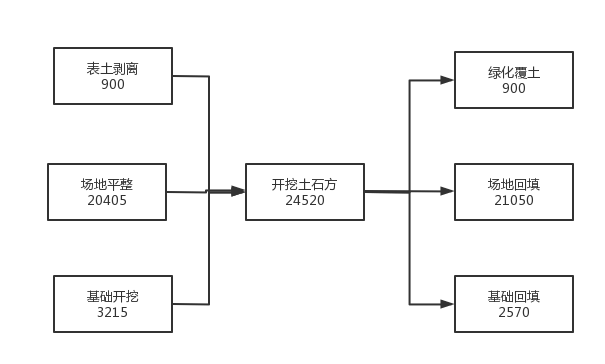 表土剥离
900
场地平整
20405
基础开挖
3215
开挖土石方
24520
绿化覆土
900
场地回填
21050
基础回填
2570